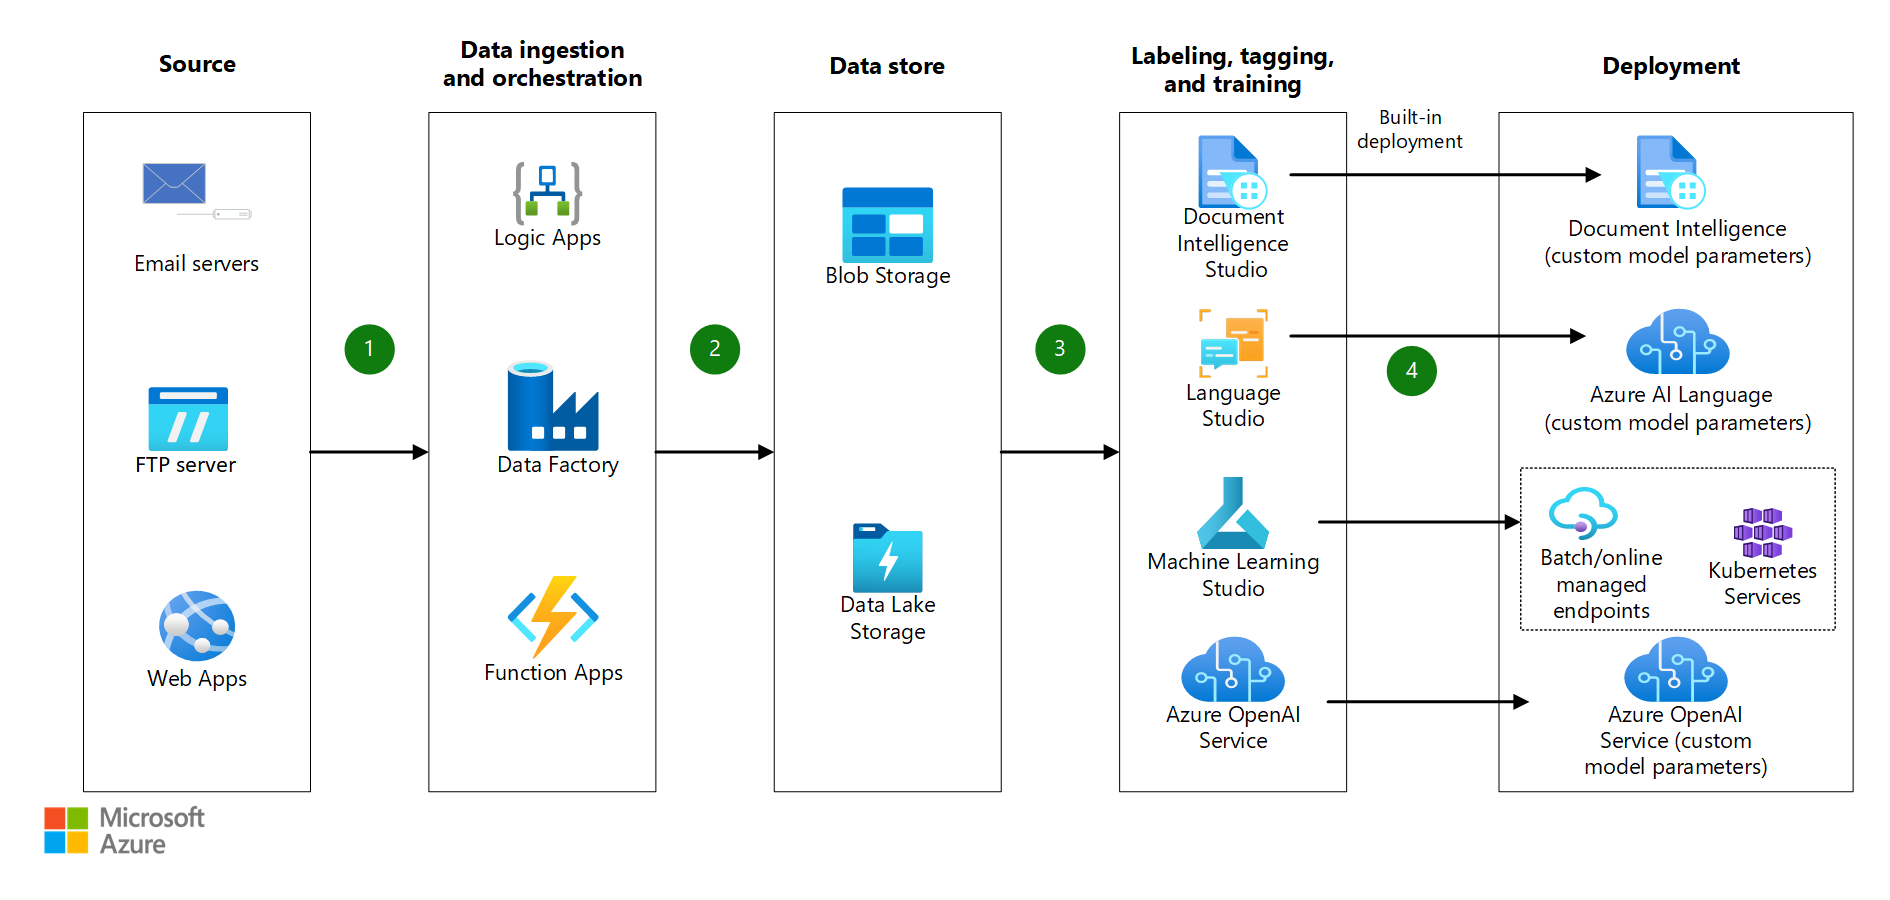 Source
Data ingestion
and orchestration
Data store
Labeling, tagging,
and training
Deployment
Email servers
FTP server
Web Apps
1
Logic Apps
Data Factory
Function Apps
2
Blob Storage
Data Lake
Storage
3
Document
Intelligence
Studio
Language
Studio
Machine Learning
Studio
Azure OpenAI
Service
Built-in
deployment
4
Document Intelligence
(custom model parameters)
Azure AI Language
(custom model parameters)
Batch/online
managed
endpoints
Kubernetes
Services
Azure OpenAI
Service (custom
model parameters)
Microsoft
Azure